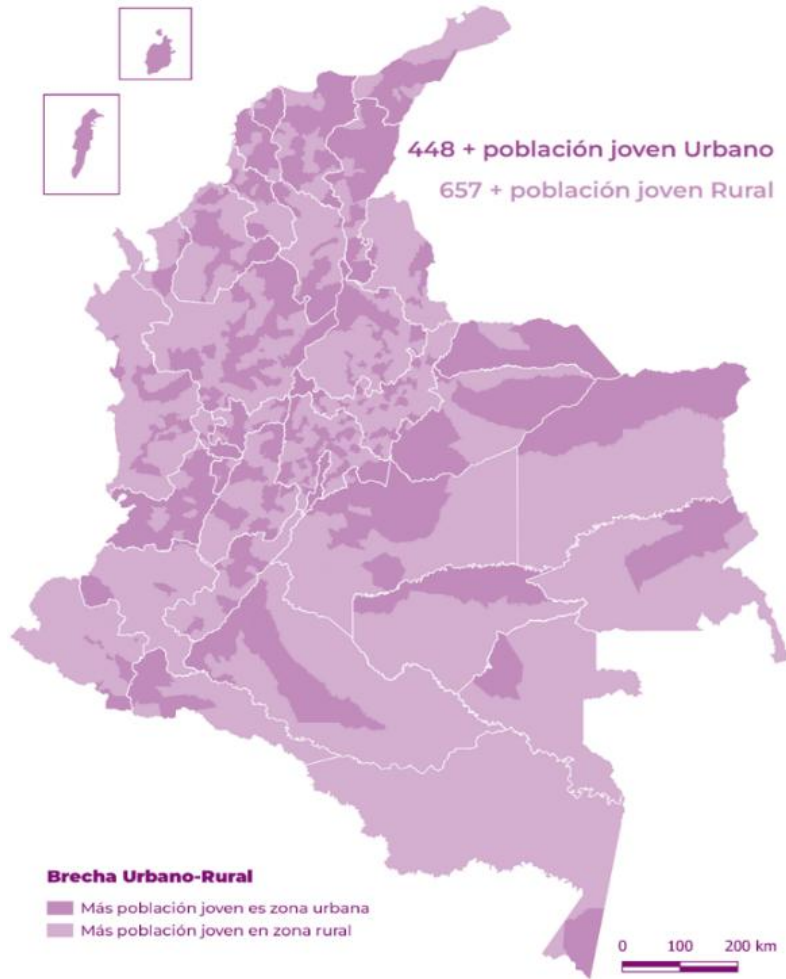 448 + población joven Urbano
657 + población joven Rural
Brecha Urbano-Rural
Más población joven es zona urbana
Más población joven en zona rural
0 100 200 km